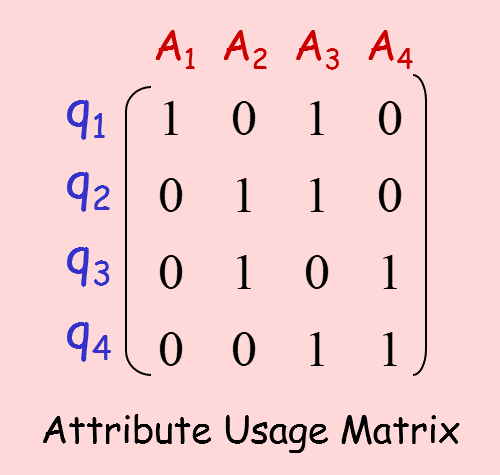 A1 A2 A3 A4
q1 1 0 1 0
q2 0 1 1 0
q3 0 1 0 1
q4 0 0 1 1
Attribute Usage Matrix